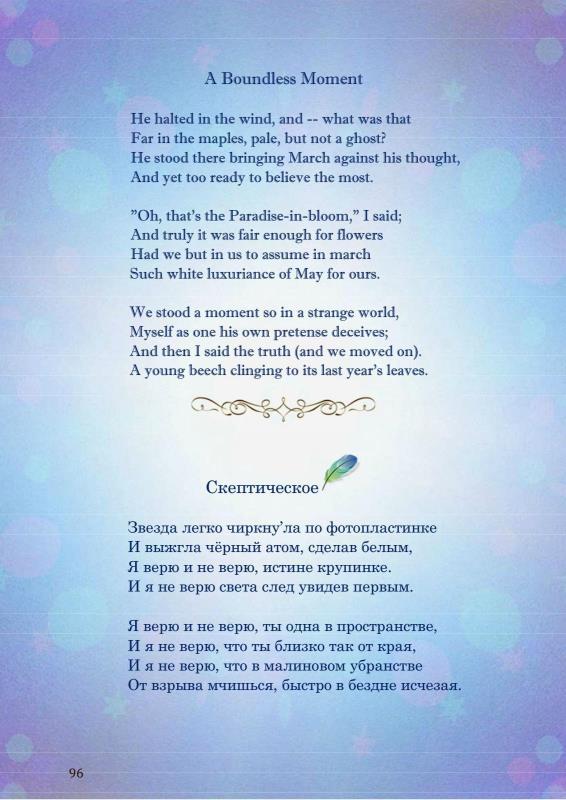 A Boundless Moment
He halted in the wind, and -- what was that
Far in the maples, pale, but not a ghost?
He stood there bringing March against his thought,
And yet too ready to believe the most.
”Oh, that’s the Paradise-in-bloom,” I said;
And truly it was fair enough for flowers
Had we but in us to assume in march
Such white luxuriance of May for ours.
We stood a moment so in a strange world,
Myself as one his own pretense deceives;
And then I said the truth (and we moved on).
A young beech clinging to its last year’s leaves.
Скептическое
Звезда легко чиркну’ла по фотопластинке
И выжгла чёрный атом, сделав белым,
Я верю и не верю, истине крупинке.
И я не верю света след увидев первым.
Я верю и не верю, ты одна в пространстве,
И я не верю, что ты близко так от края,
И я не верю, что в малиновом убранстве
От взрыва мчишься, быстро в бездне исчезая.
96